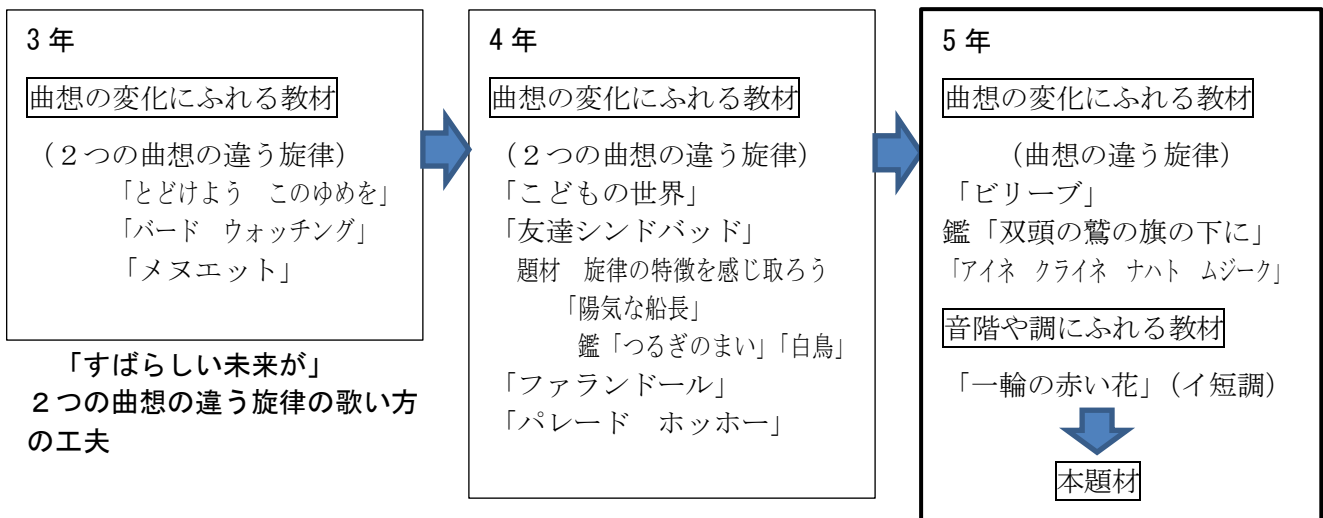 3年
曲想の変化にふれる教材
(2つの曲想の違う旋律)
「とどけよう　このゆめを」
「バード　ウォッチング」
「メヌエット」
「すばらしい未来が」
2つの曲想の違う旋律の歌い方
の工夫
4年
曲想の変化にふれる教材
(2つの曲想の違う旋律)
「こどもの世界」
「友達シンドバッド」
題材　旋律の特徴を感じ取ろう
「陽気な船長」
鑑「つるぎのまい」「白鳥」
「ファランドール」
「パレード　ホッホー」
5年
曲想の変化にふれる教材
(曲想の違う旋律)
「ビリーブ」
鑑「双頭の鷲の旗の下に」
「アイネ　クライネ　ナハト　ムジーク」
音階や調にふれる教材
「一輪の赤い花」(イ短調)
本題材